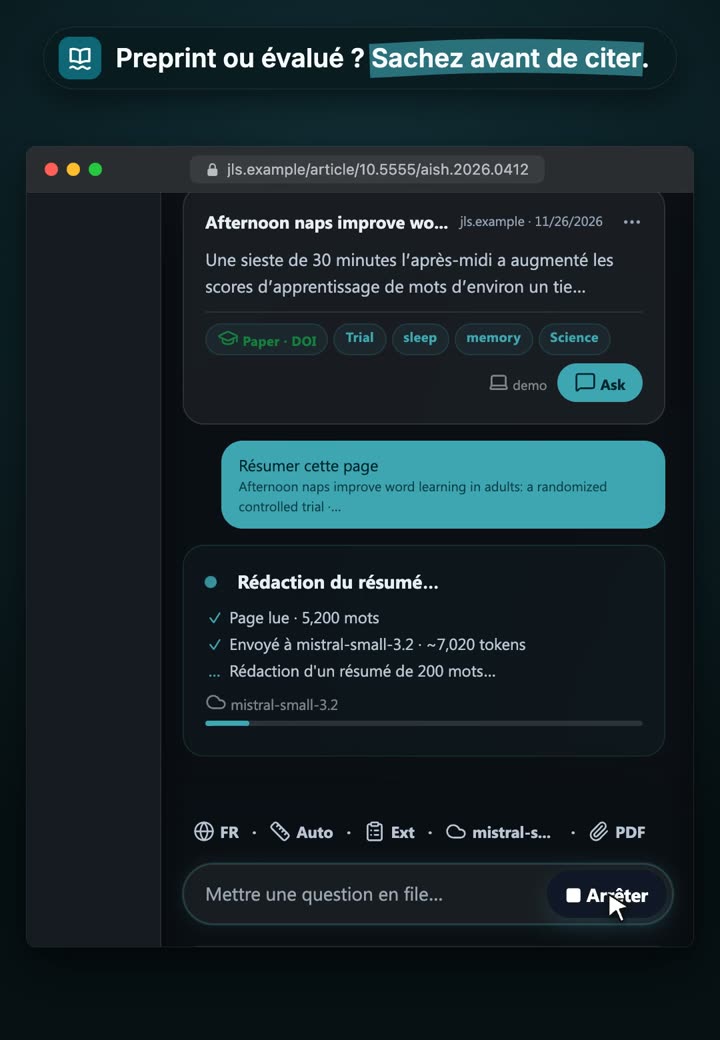 Preprint ou évalué ? Sachez avant de citer.
jls.example/article/10.5555/aish.2026.0412
Afternoon naps improve wo... jls.example · 11/26/2026 ...
Une sieste de 30 minutes l’après-midi a augmenté les
scores d’apprentissage de mots d’environ un tie...
Paper · DOI Trial sleep memory Science
demo Ask
Résumer cette page
Afternoon naps improve word learning in adults: a randomized
controlled trial ·...
Rédaction du résumé...
✓ Page lue · 5,200 mots
✓ Envoyé à mistral-small-3.2 · ~7,020 tokens
... Rédaction d'un résumé de 200 mots...
mistral-small-3.2
FR · Auto · Ext · mistral-s... · PDF
Mettre une question en file... Arrêter